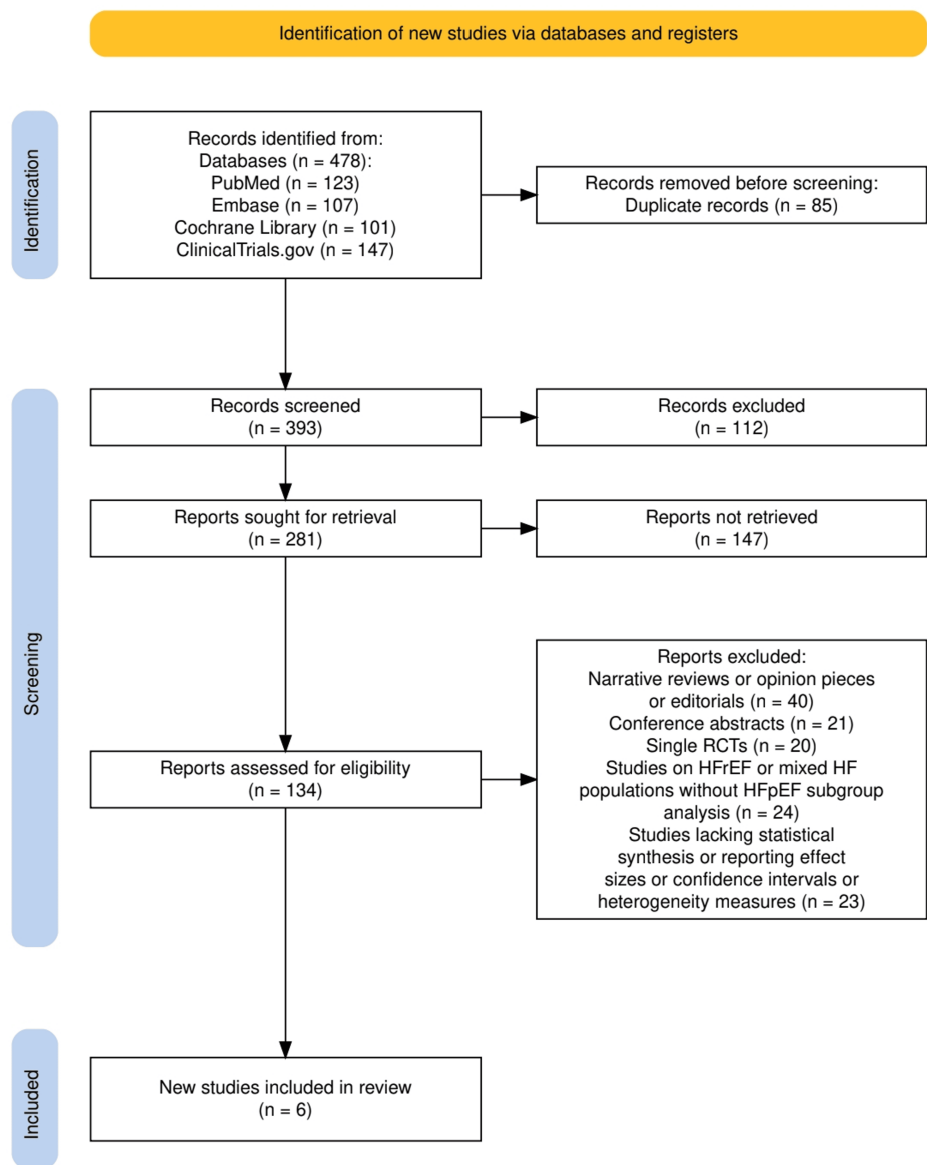 Identification of new studies via databases and registers
Identification
Records identified from:
Databases (n = 478):
PubMed (n = 123)
Embase (n = 107)
Cochrane Library (n = 101)
ClinicalTrials.gov (n = 147)
Records removed before screening:
Duplicate records (n = 85)
Screening
Records screened
(n = 393)
Records excluded
(n = 112)
Reports sought for retrieval
(n = 281)
Reports not retrieved
(n = 147)
Reports assessed for eligibility
(n = 134)
Reports excluded:
Narrative reviews or opinion pieces
or editorials (n = 40)
Conference abstracts (n = 21)
Single RCTs (n = 20)
Studies on HFrEF or mixed HF
populations without HFpEF subgroup
analysis (n = 24)
Studies lacking statistical
synthesis or reporting effect
sizes or confidence intervals or
heterogeneity measures (n = 23)
Included
New studies included in review
(n = 6)